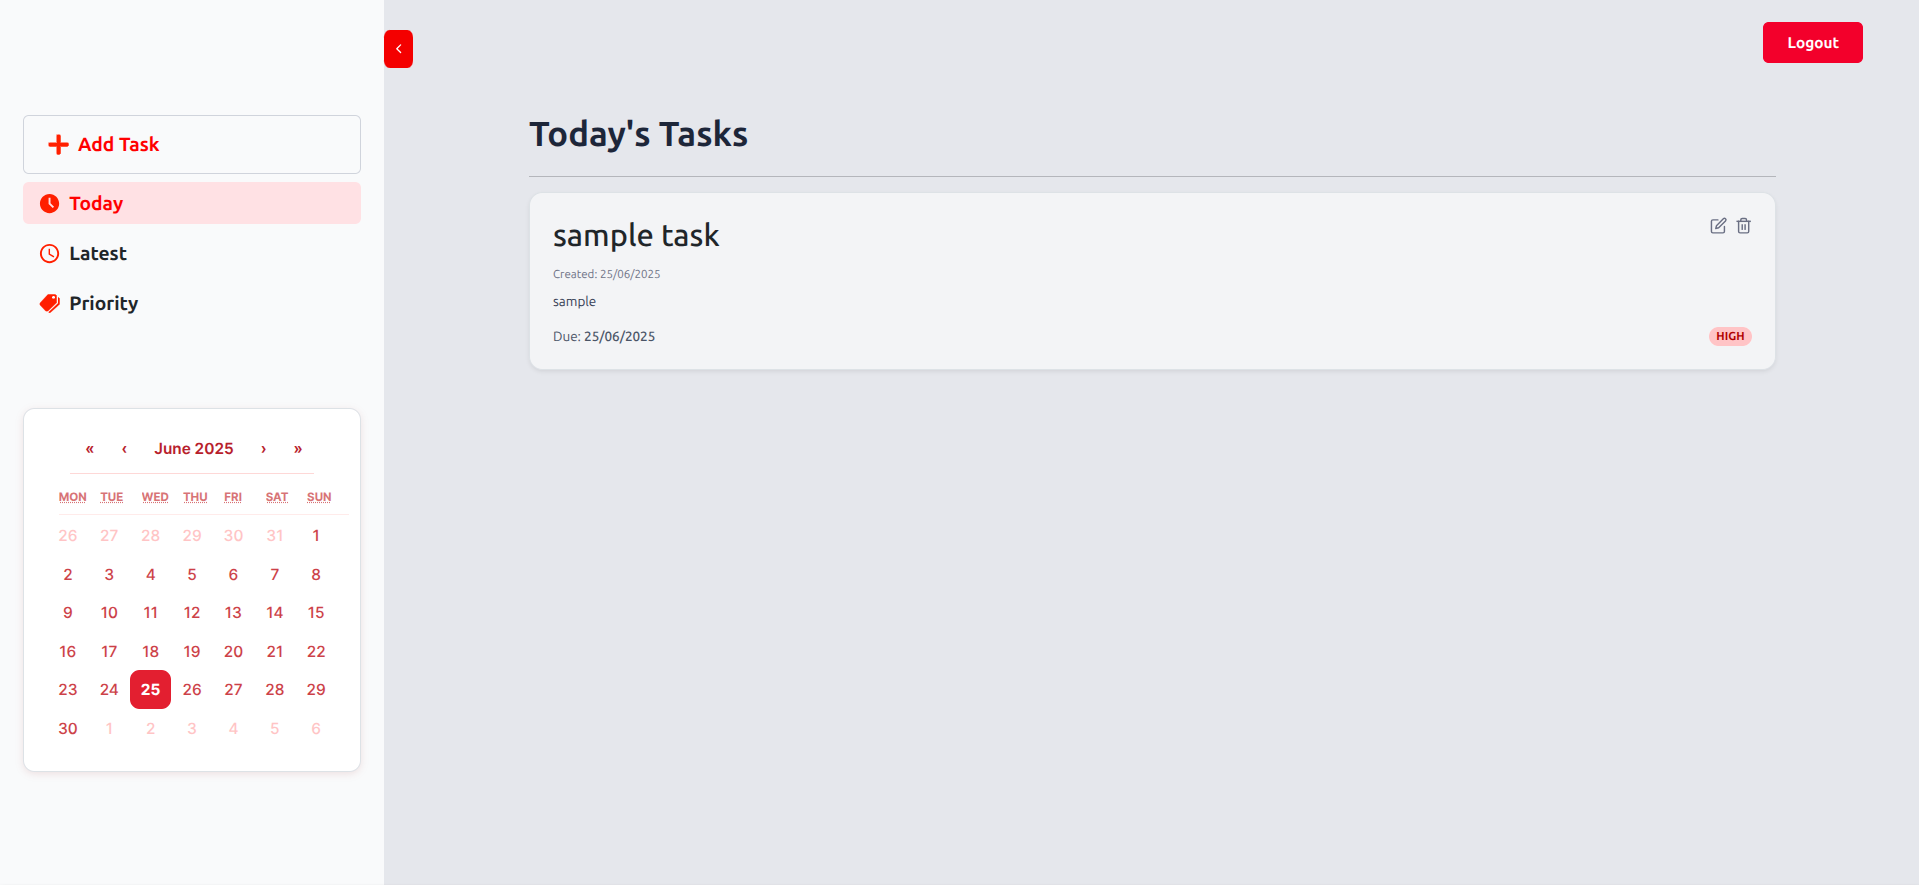 Logout
Add Task
Today
Latest
Priority
« ‹ June 2025 › »
MON TUE WED THU FRI SAT SUN
26 27 28 29 30 31 1
2 3 4 5 6 7 8
9 10 11 12 13 14 15
16 17 18 19 20 21 22
23 24 25 26 27 28 29
30 1 2 3 4 5 6
Today's Tasks
sample task
Created: 25/06/2025
sample
Due: 25/06/2025
HIGH